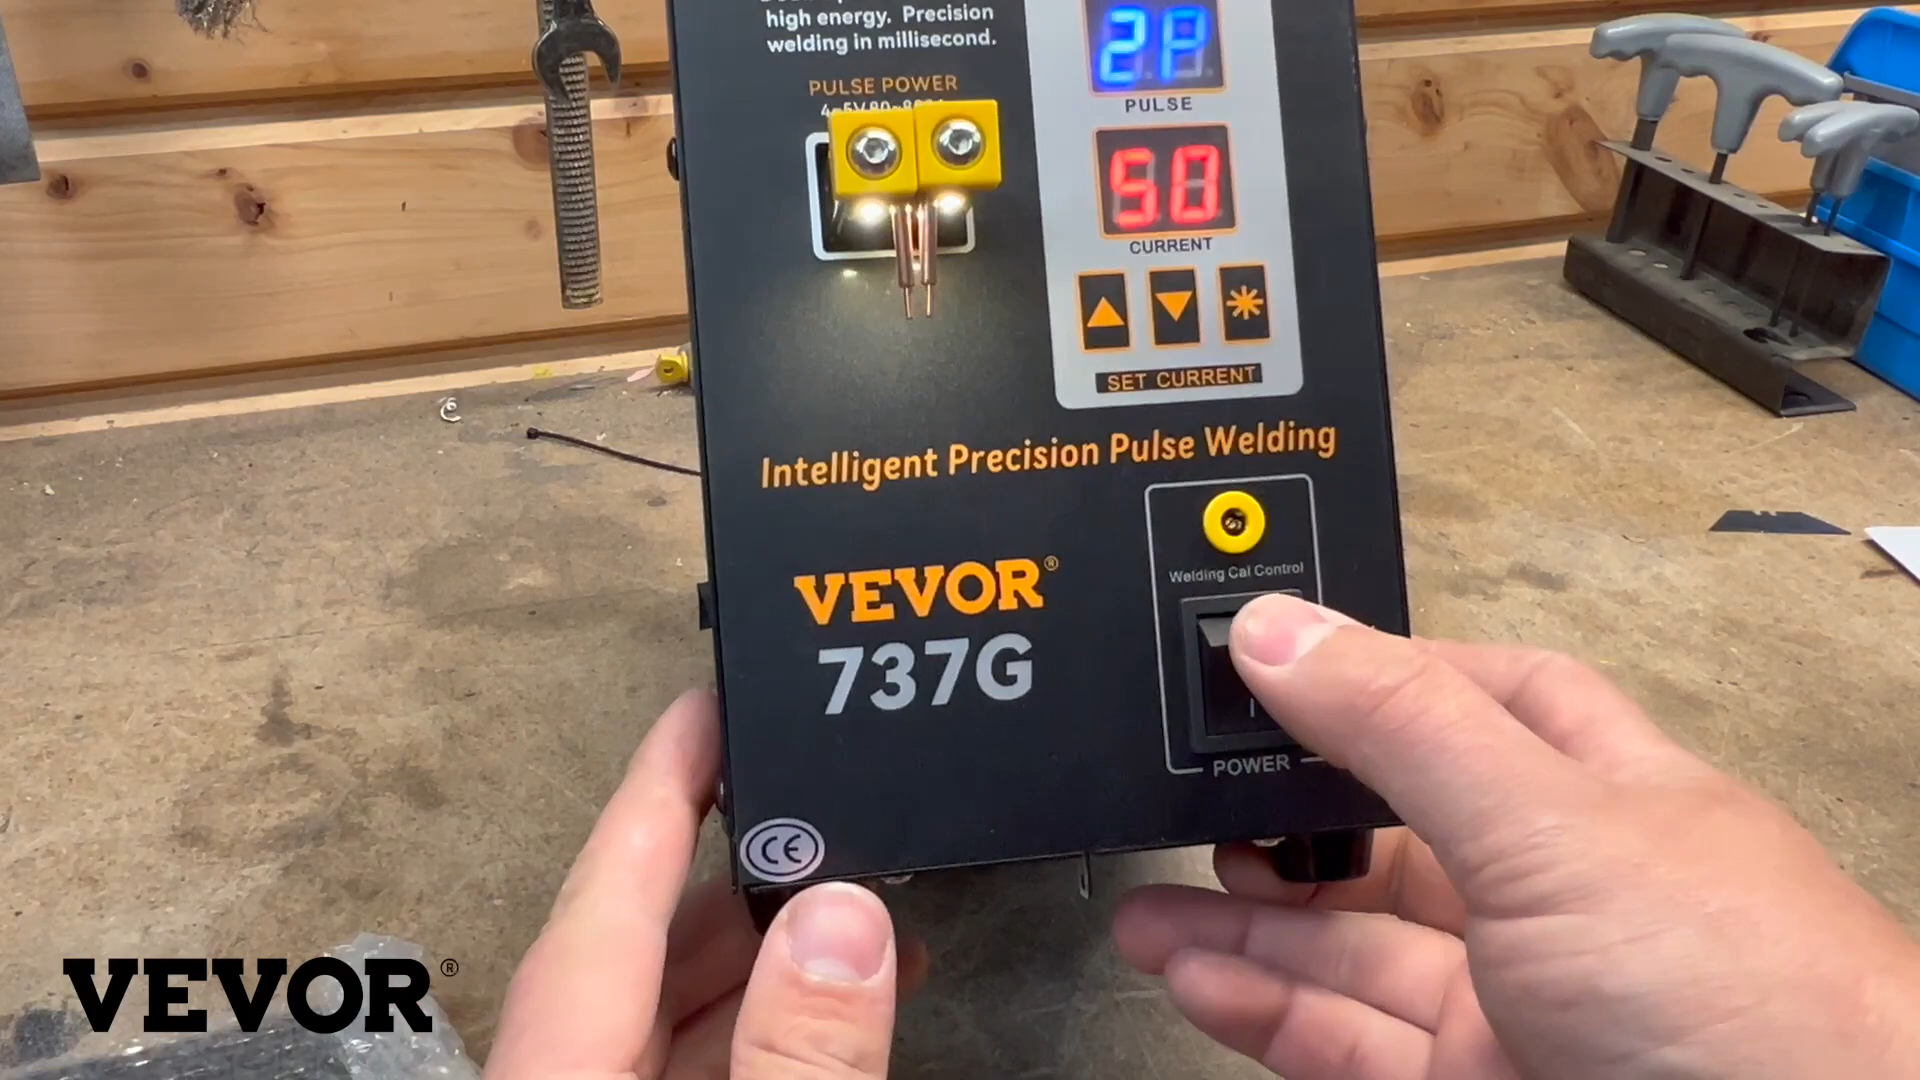 high energy. Precision
welding in millisecond.
PULSE POWER
2P
PULSE
50
CURRENT
SET CURRENT
Intelligent Precision Pulse Welding
VEVOR®
737G
Welding Cal Control
POWER
CE
VEVOR®